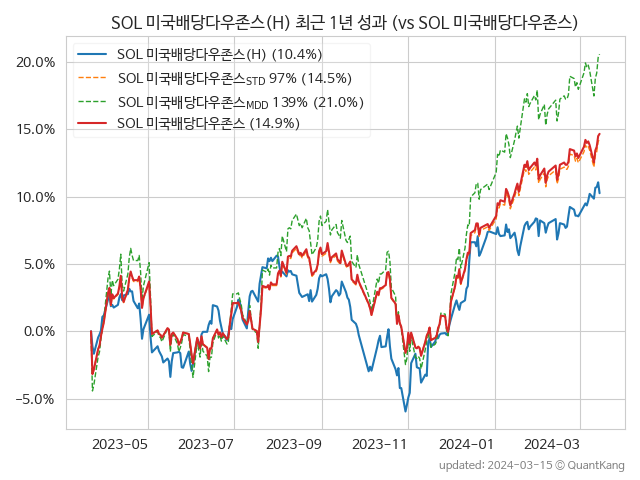 SOL 미국배당다우존스(H) 최근 1년 성과 (vs SOL 미국배당다우존스)
SOL 미국배당다우존스(H) (10.4%)
SOL 미국배당다우존스STD 97% (14.5%)
SOL 미국배당다우존스MDD 139% (21.0%)
SOL 미국배당다우존스 (14.9%)
20.0%
15.0%
10.0%
5.0%
0.0%
−5.0%
2023-05 2023-07 2023-09 2023-11 2024-01 2024-03
updated: 2024-03-15 ⓒ QuantKang